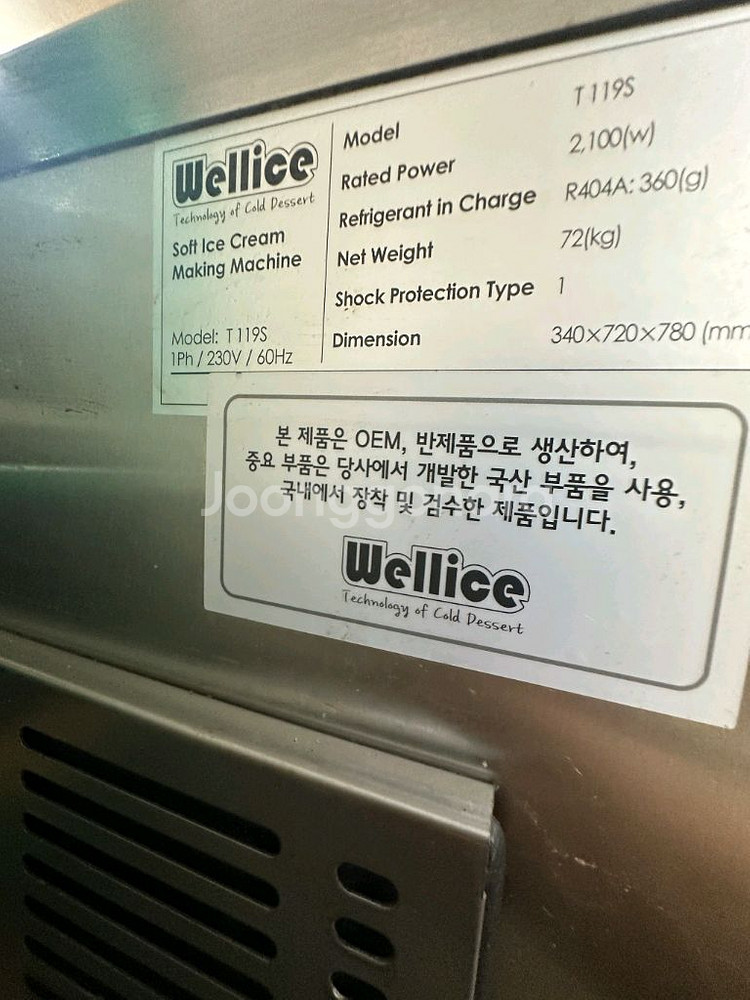 Wellice
Technology of Cold Dessert
Soft Ice Cream
Making Machine
Model: T119S
1Ph / 230V / 60Hz
Model T119S
Rated Power 2,100(w)
Refrigerant in Charge R404A: 360(g)
Net Weight 72(kg)
Shock Protection Type 1
Dimension 340×720×780 (mm
본 제품은 OEM, 반제품으로 생산하여,
중요 부품은 당사에서 개발한 국산 부품을 사용,
국내에서 장착 및 검수한 제품입니다.
Wellice
Technology of Cold Dessert